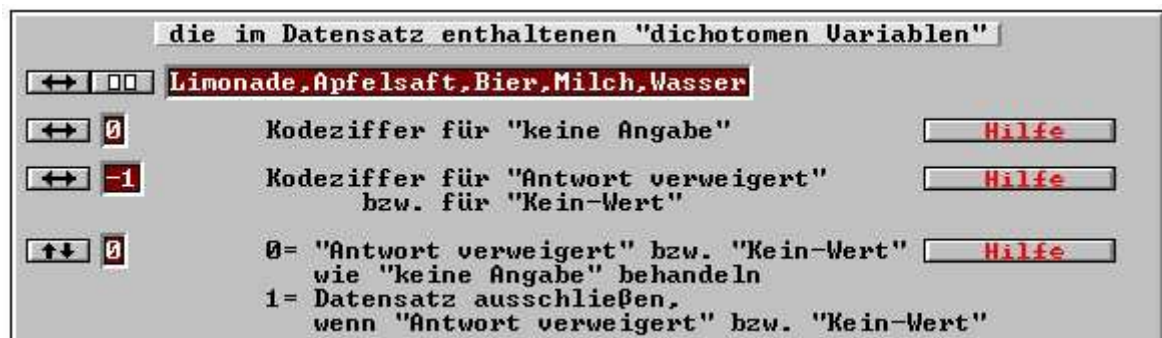 die im Datensatz enthaltenen "dichotomen Variablen"
Limonade,Apfelsaft,Bier,Milch,Wasser
0 Kodeziffer für "keine Angabe" Hilfe
-1 Kodeziffer für "Antwort verweigert" Hilfe
bzw. für "Kein-Wert"
0 0= "Antwort verweigert" bzw. "Kein-Wert" Hilfe
wie "keine Angabe" behandeln
1= Datensatz ausschließen,
wenn "Antwort verweigert" bzw. "Kein-Wert"